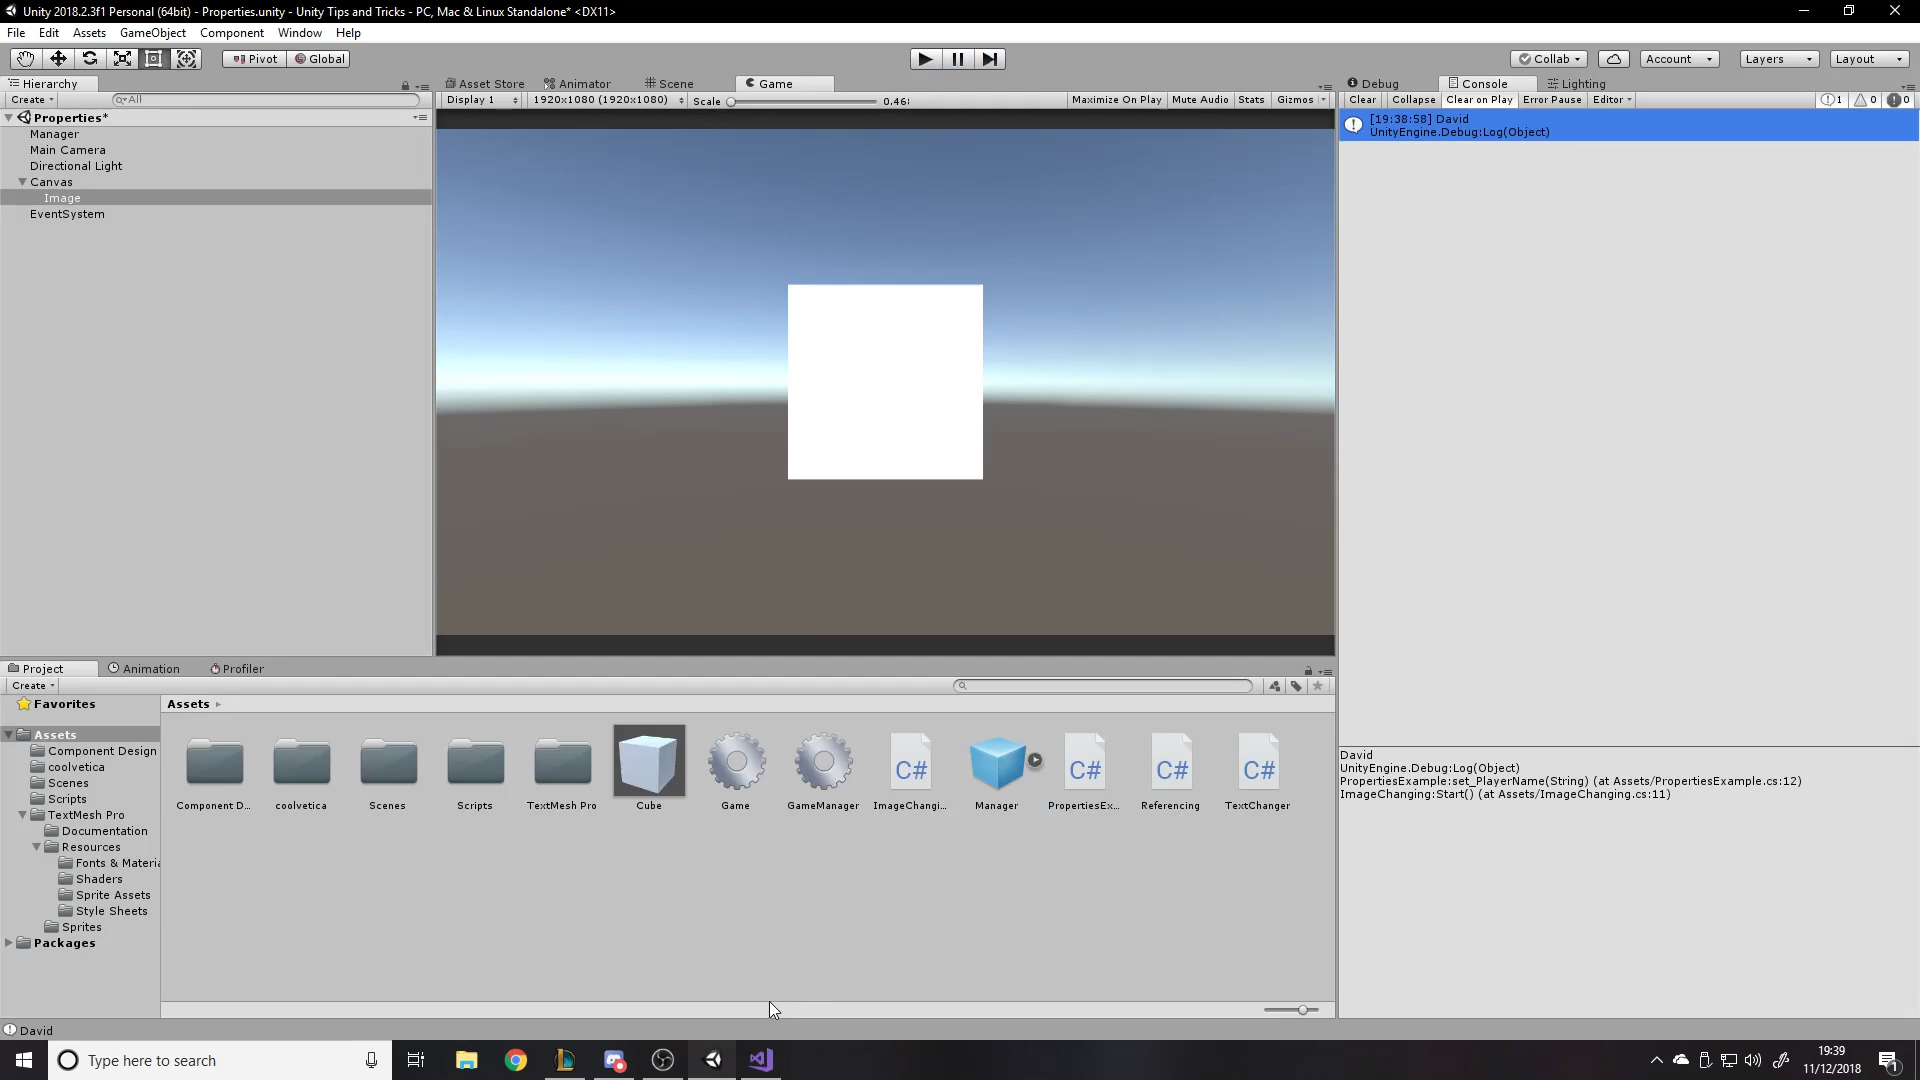 Unity 2018.2.3f1 Personal (64bit) - Properties.unity - Unity Tips and Tricks - PC, Mac & Linux Standalone* <DX11>
File Edit Assets GameObject Component Window Help
Pivot Global Collab Account Layers Layout
Hierarchy Asset Store Animator Scene Game Debug Console Lighting
Create All Display 1 1920x1080 (1920x1080) Scale 0.46: Maximize On Play Mute Audio Stats Gizmos Clear Collapse Clear on Play Error Pause Editor 1 0 0
Properties*
Manager
Main Camera
Directional Light
Canvas
Image
EventSystem
[19:38:58] David
UnityEngine.Debug:Log(Object)
Project Animation Profiler
Create
Favorites
Assets
Component Design
coolvetica
Scenes
Scripts
TextMesh Pro
Documentation
Resources
Fonts & Materia
Shaders
Sprite Assets
Style Sheets
Sprites
Packages
Assets
C# C# C# C#
Component D... coolvetica Scenes Scripts TextMesh Pro Cube Game GameManager ImageChangi... Manager PropertiesEx... Referencing TextChanger
David
UnityEngine.Debug:Log(Object)
PropertiesExample:set_PlayerName(String) (at Assets/PropertiesExample.cs:12)
ImageChanging:Start() (at Assets/ImageChanging.cs:11)
David
Type here to search
19:39
11/12/2018
1